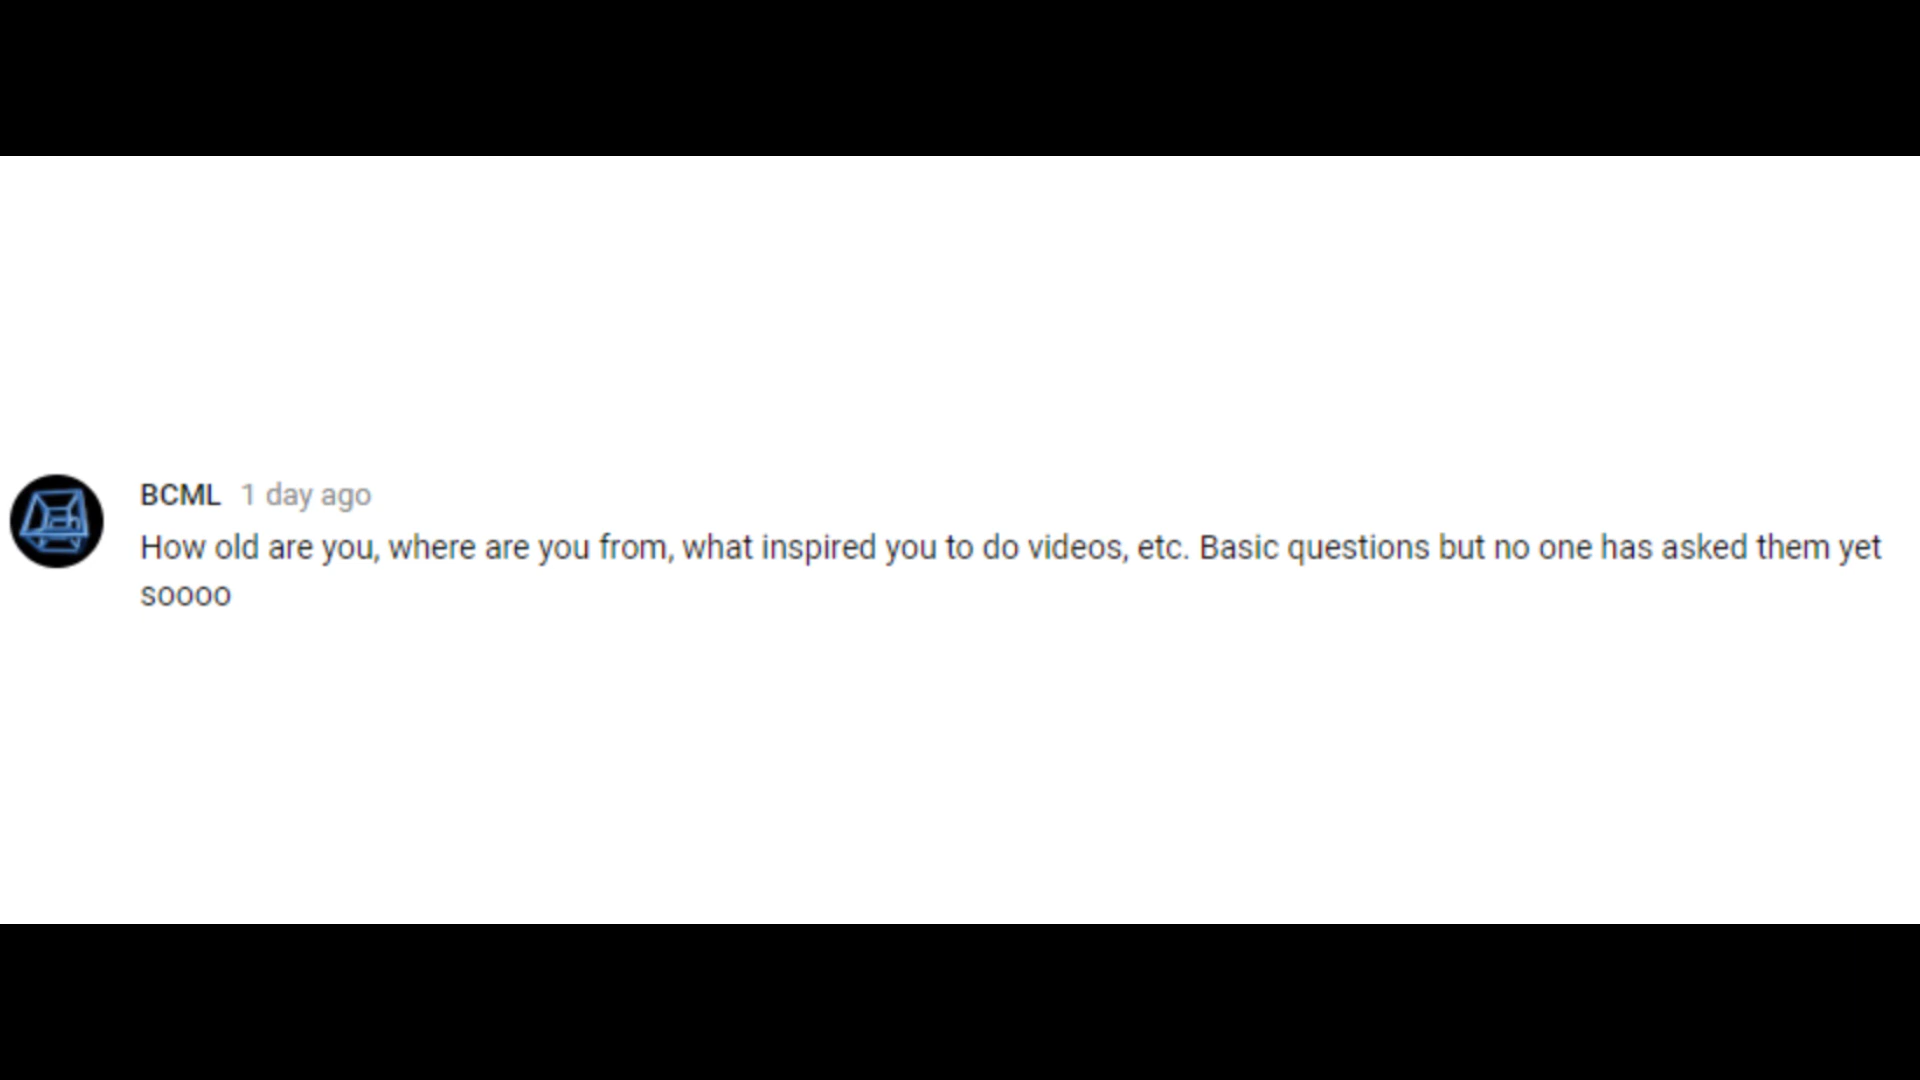 BCML 1 day ago
How old are you, where are you from, what inspired you to do videos, etc. Basic questions but no one has asked them yet
soooo